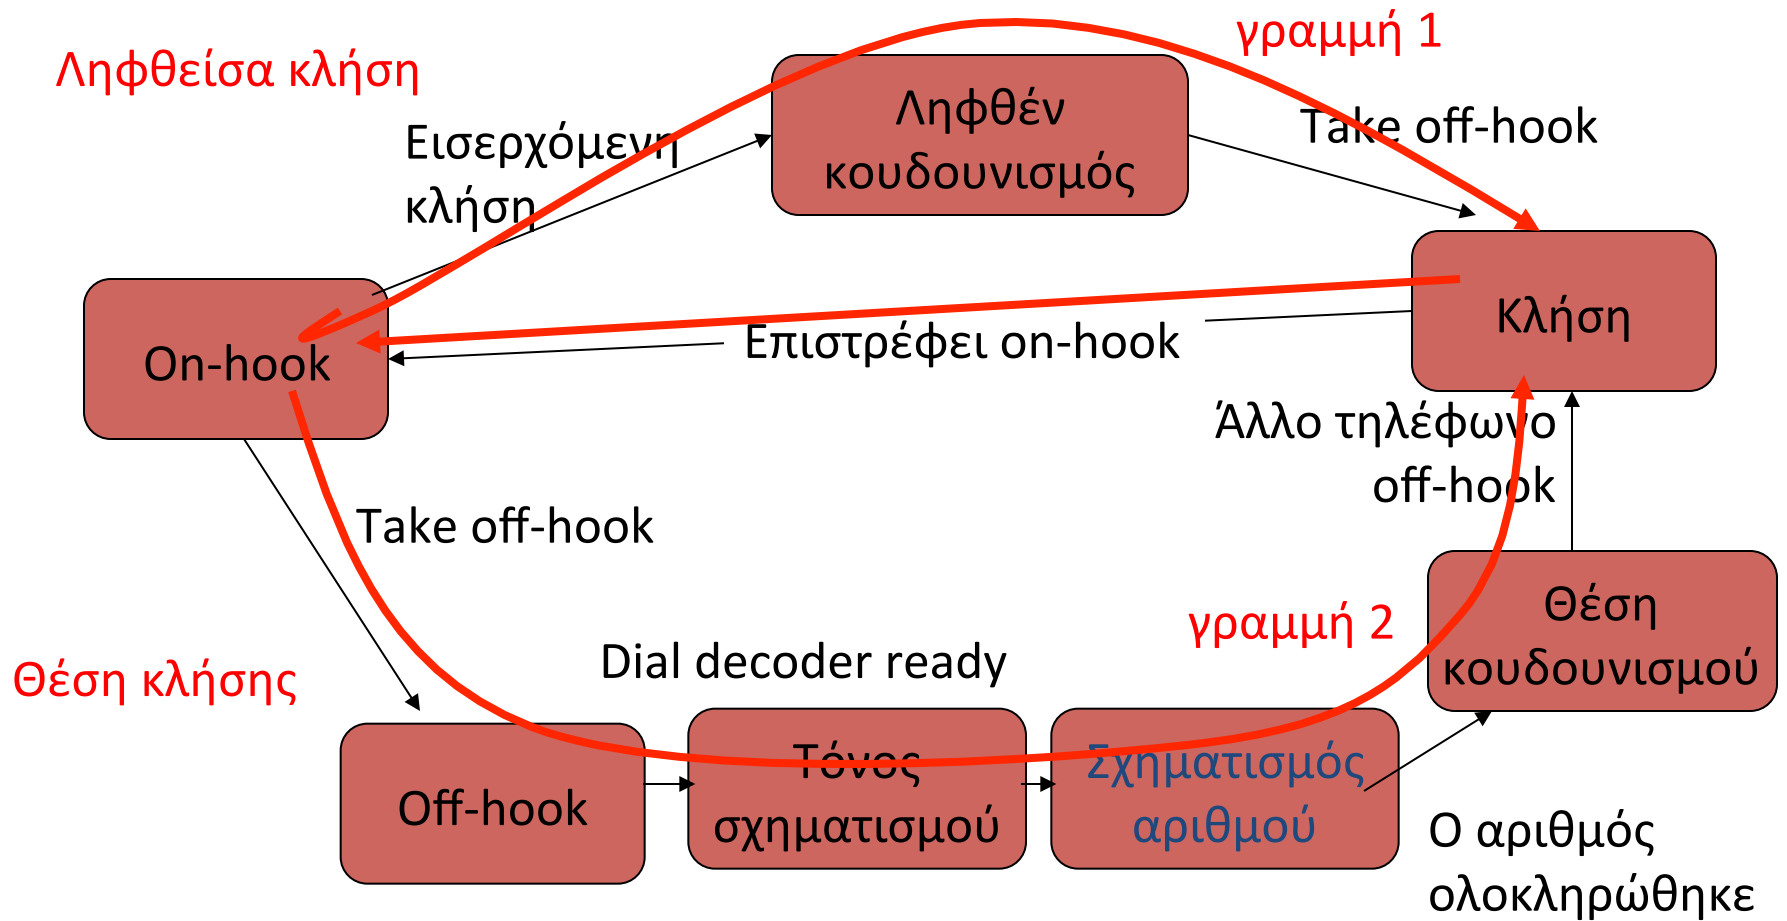 γραμμή 1
Ληφθείσα κλήση
Ληφθέν
κουδουνισμός
Take off-hook
Εισερχόμενη
κλήση
Κλήση
Επιστρέφει on-hook
On-hook
Άλλο τηλέφωνο
off-hook
Take off-hook
Θέση
κουδουνισμού
γραμμή 2
Dial decoder ready
Θέση κλήσης
Off-hook
Τόνος
σχηματισμού
Σχηματισμός
αριθμού
Ο αριθμός
ολοκληρώθηκε